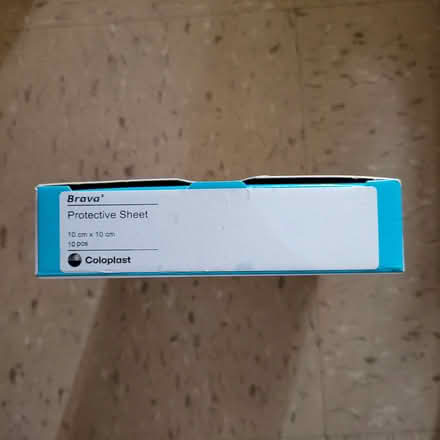 Brava®
Protective Sheet
10 cm x 10 cm
10 pcs
Coloplast